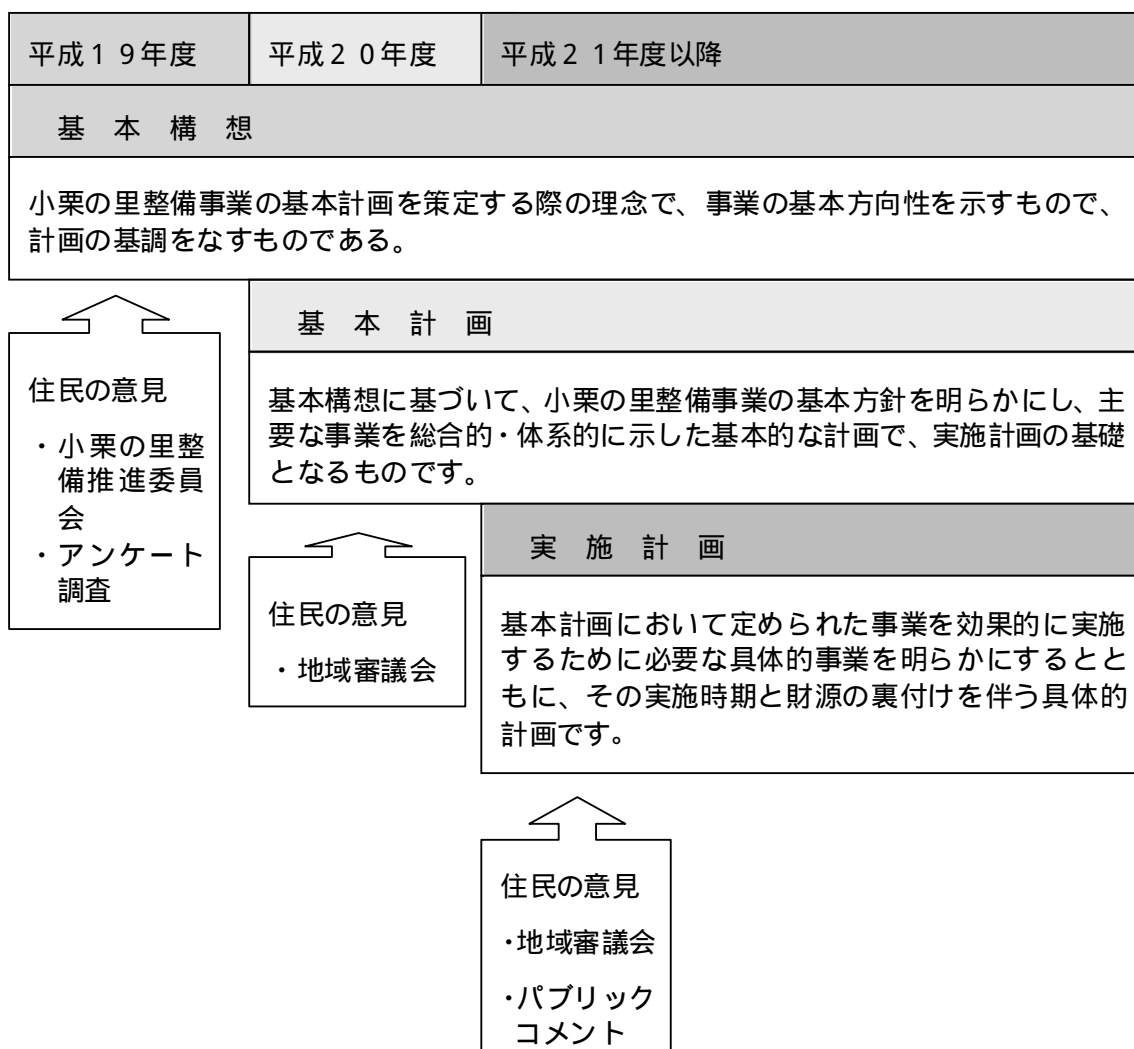 平成19年度
平成20年度
平成21年度以降
基本構想
小栗の里整備事業の基本計画を策定する際の理念で、事業の基本方向性を示すもので、
計画の基調をなすものである。
住民の意見
・小栗の里整
備推進委員
会
・アンケート
調査
基本計画
基本構想に基づいて、小栗の里整備事業の基本方針を明らかにし、主
要な事業を総合的・体系的に示した基本的な計画で、実施計画の基礎
となるものです。
住民の意見
・地域審議会
実施計画
基本計画において定められた事業を効果的に実施
するために必要な具体的事業を明らかにするとと
もに、その実施時期と財源の裏付けを伴う具体的
計画です。
住民の意見
・地域審議会
・パブリック
コメント